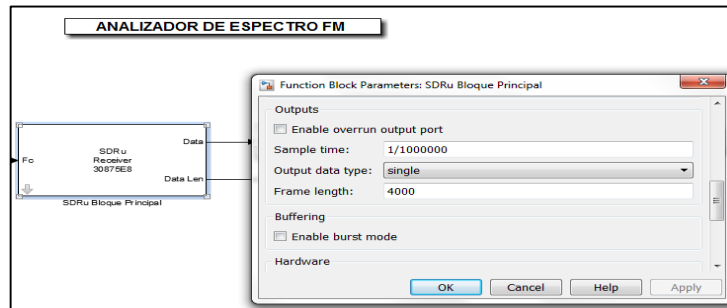 ANALIZADOR DE ESPECTRO FM
Fc
SDRu
Receiver
30875E8
Data
Data Len
SDRu Bloque Principal
Function Block Parameters: SDRu Bloque Principal
Outputs
Enable overrun output port
Sample time: 1/1000000
Output data type: single
Frame length: 4000
Buffering
Enable burst mode
Hardware
OK Cancel Help Apply